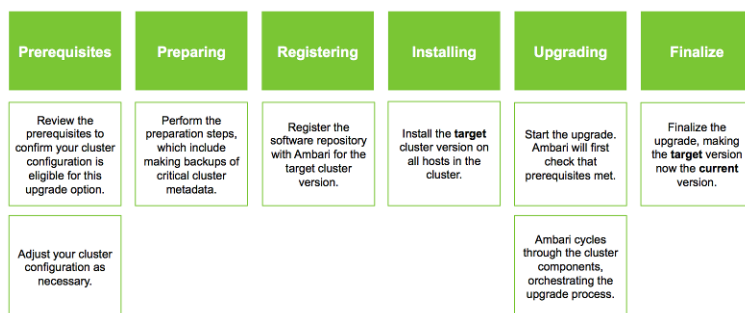 Prerequisites
Preparing
Registering
Installing
Upgrading
Finalize
Review the
prerequisites to
confirm your cluster
configuration is
eligible for this
upgrade option.
Perform the
preparation steps,
which include
making backups of
critical cluster
metadata.
Register the
software repository
with Ambari for the
target cluster
version.
Install the target
cluster version on
all hosts in the
cluster.
Start the upgrade.
Ambari will first
check that
prerequisites met.
Finalize the
upgrade, making
the target version
now the current
version.
Adjust your cluster
configuration as
necessary.
Ambari cycles
through the cluster
components,
orchestrating the
upgrade process.